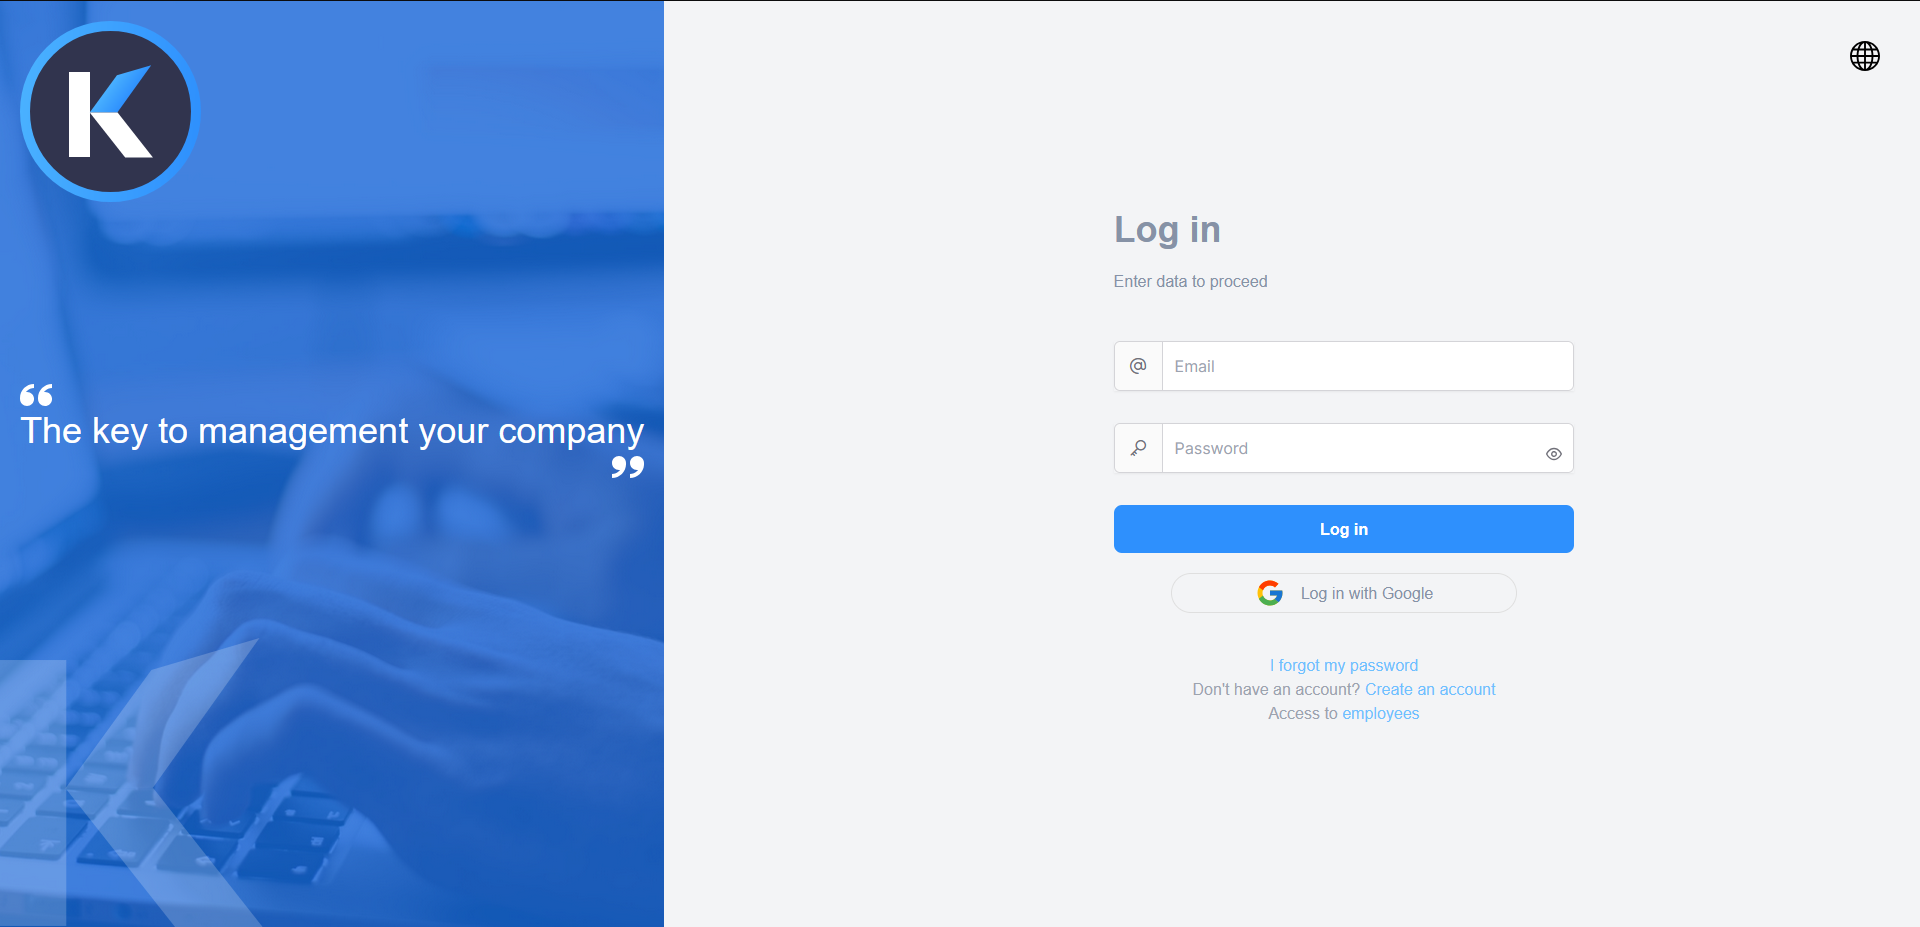 K
“
The key to management your company
”
Log in
Enter data to proceed
@ Email
Password
Log in
G Log in with Google
I forgot my password
Don't have an account? Create an account
Access to employees